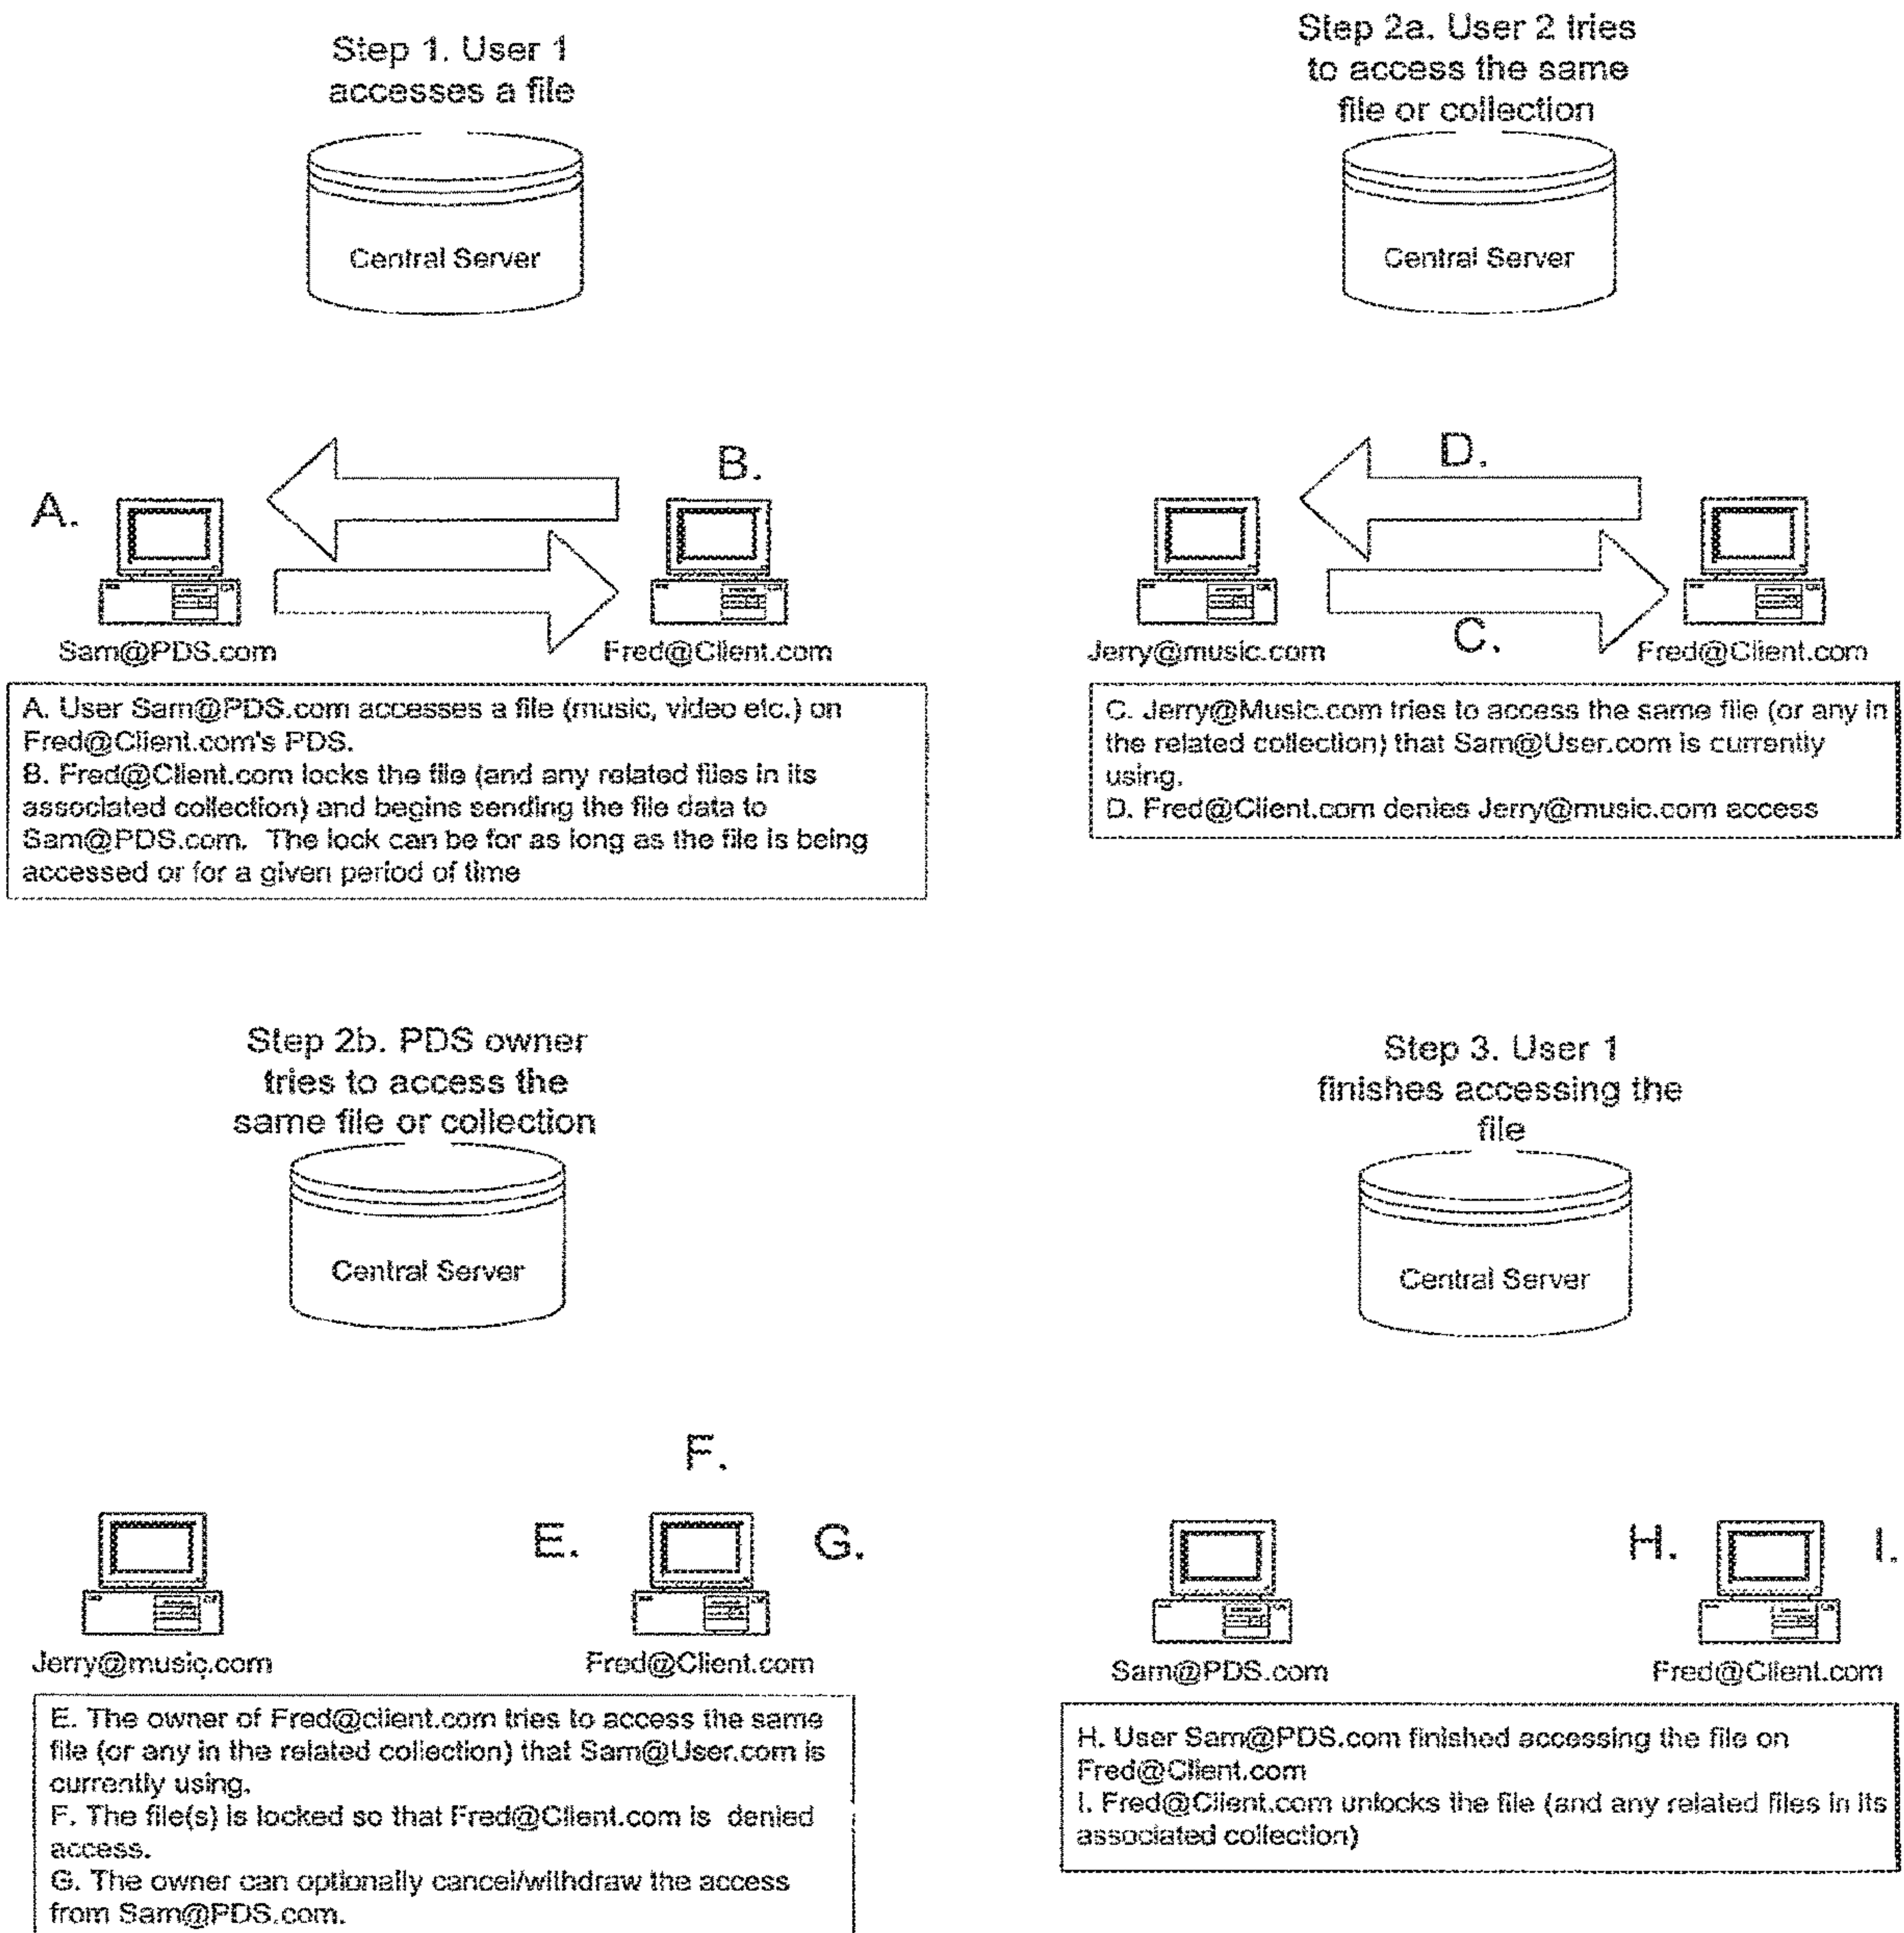 Step 1. User 1
accesses a file
Central Server
A.
B.
Sam@PDS.com
Fred@Client.com
A. User Sam@PDS.com accesses a file (music, video etc.) on
Fred@Client.com's PDS.
B. Fred@Client.com locks the file (and any related files in its
associated collection) and begins sending the file data to
Sam@PDS.com. The lock can be for as long as the file is being
accessed or for a given period of time
Step 2a. User 2 tries
to access the same
file or collection
Central Server
D.
C.
Jerry@music.com
Fred@Client.com
C. Jerry@Music.com tries to access the same file (or any in
the related collection) that Sam@User.com is currently
using.
D. Fred@Client.com denies Jerry@music.com access
Step 2b. PDS owner
tries to access the
same file or collection
Central Server
F.
E.
G.
Jerry@music.com
Fred@Client.com
E. The owner of Fred@client.com tries to access the same
file (or any in the related collection) that Sam@User.com is
currently using.
F. The file(s) is locked so that Fred@Client.com is denied
access.
G. The owner can optionally cancel/withdraw the access
from Sam@PDS.com.
Step 3. User 1
finishes accessing the
file
Central Server
H.
I.
Sam@PDS.com
Fred@Client.com
H. User Sam@PDS.com finished accessing the file on
Fred@Client.com
I. Fred@Client.com unlocks the file (and any related files in its
associated collection)